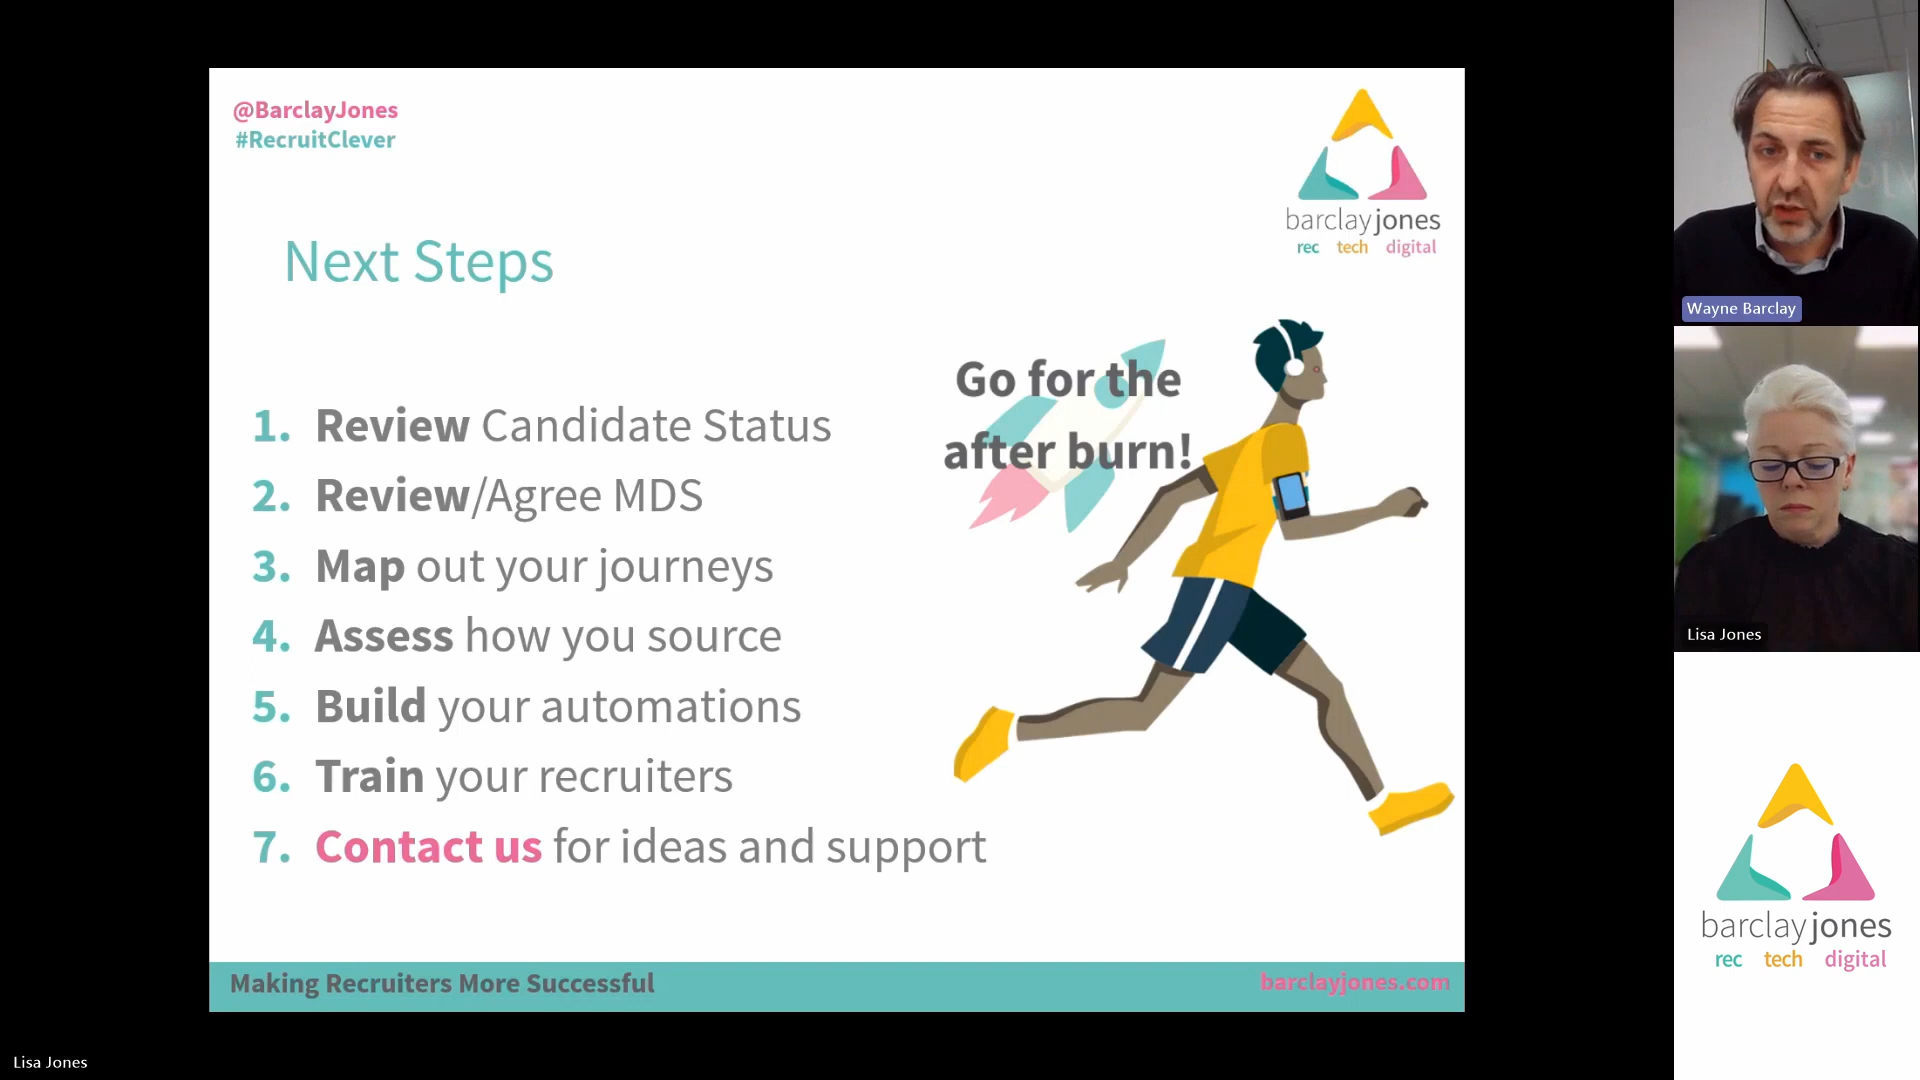 @BarclayJones
#RecruitClever
barclayjones
rec tech digital
Next Steps
Go for the
after burn!
1. Review Candidate Status
2. Review/Agree MDS
3. Map out your journeys
4. Assess how you source
5. Build your automations
6. Train your recruiters
7. Contact us for ideas and support
Making Recruiters More Successful
barclayjones.com
Wayne Barclay
Lisa Jones
barclayjones
rec tech digital
Lisa Jones